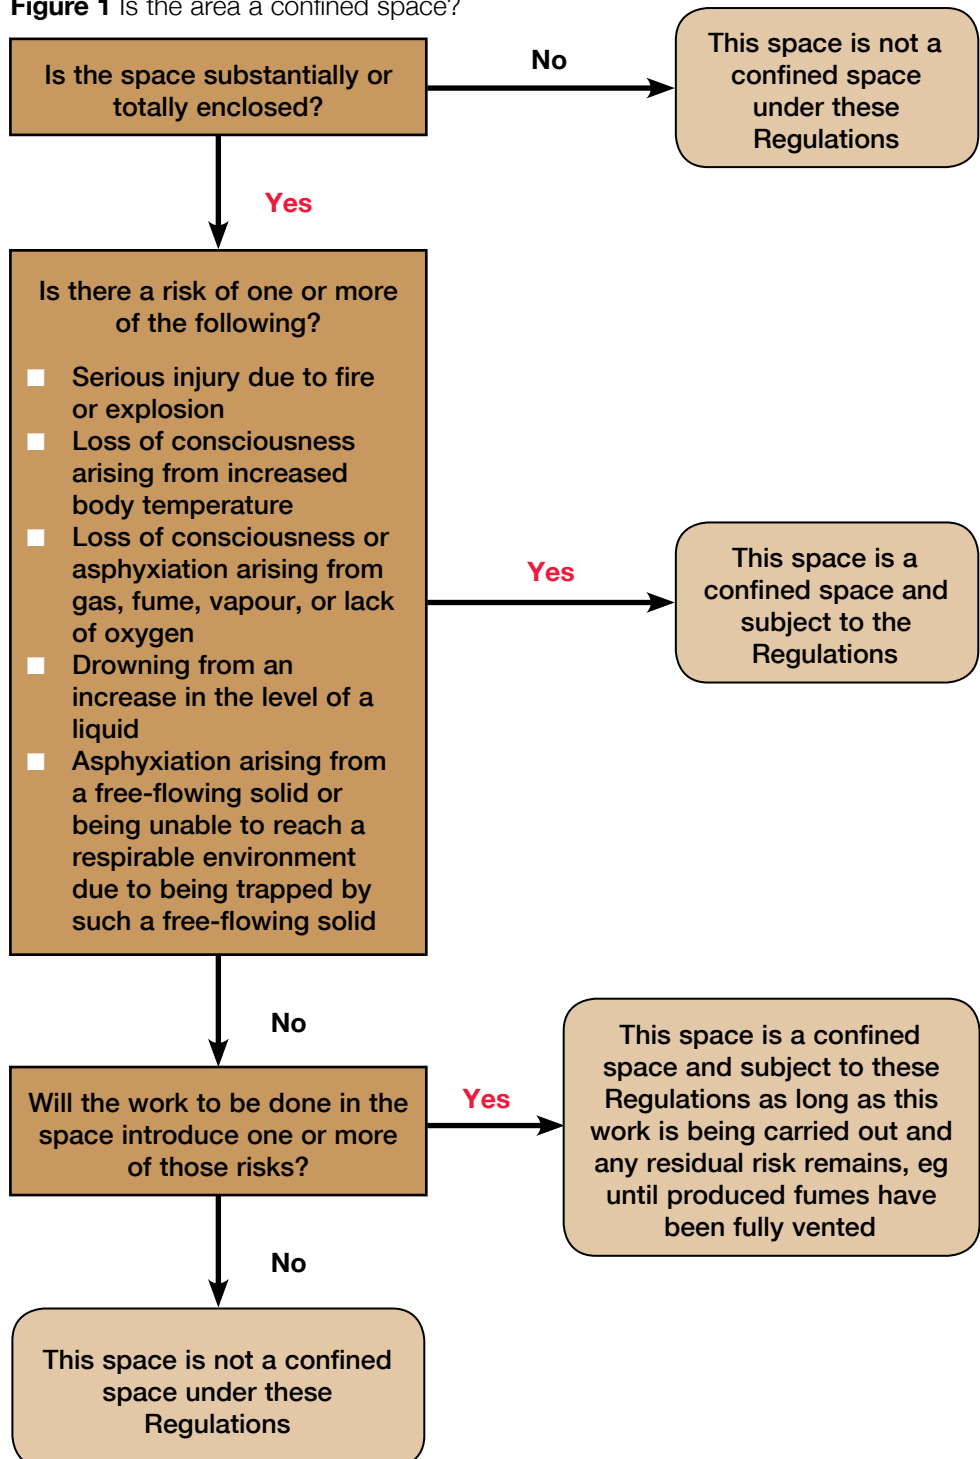 Figure 1 Is the area a confined space?
Is the space substantially or
totally enclosed?
No
This space is not a
confined space
under these
Regulations
Yes
Is there a risk of one or more
of the following?
Serious injury due to fire
or explosion
Loss of consciousness
arising from increased
body temperature
Loss of consciousness or
asphyxiation arising from
gas, fume, vapour, or lack
of oxygen
Drowning from an
increase in the level of a
liquid
Asphyxiation arising from
a free-flowing solid or
being unable to reach a
respirable environment
due to being trapped by
such a free-flowing solid
Yes
This space is a
confined space and
subject to the
Regulations
No
Will the work to be done in the
space introduce one or more
of those risks?
Yes
This space is a confined
space and subject to these
Regulations as long as this
work is being carried out and
any residual risk remains, eg
until produced fumes have
been fully vented
No
This space is not a confined
space under these
Regulations